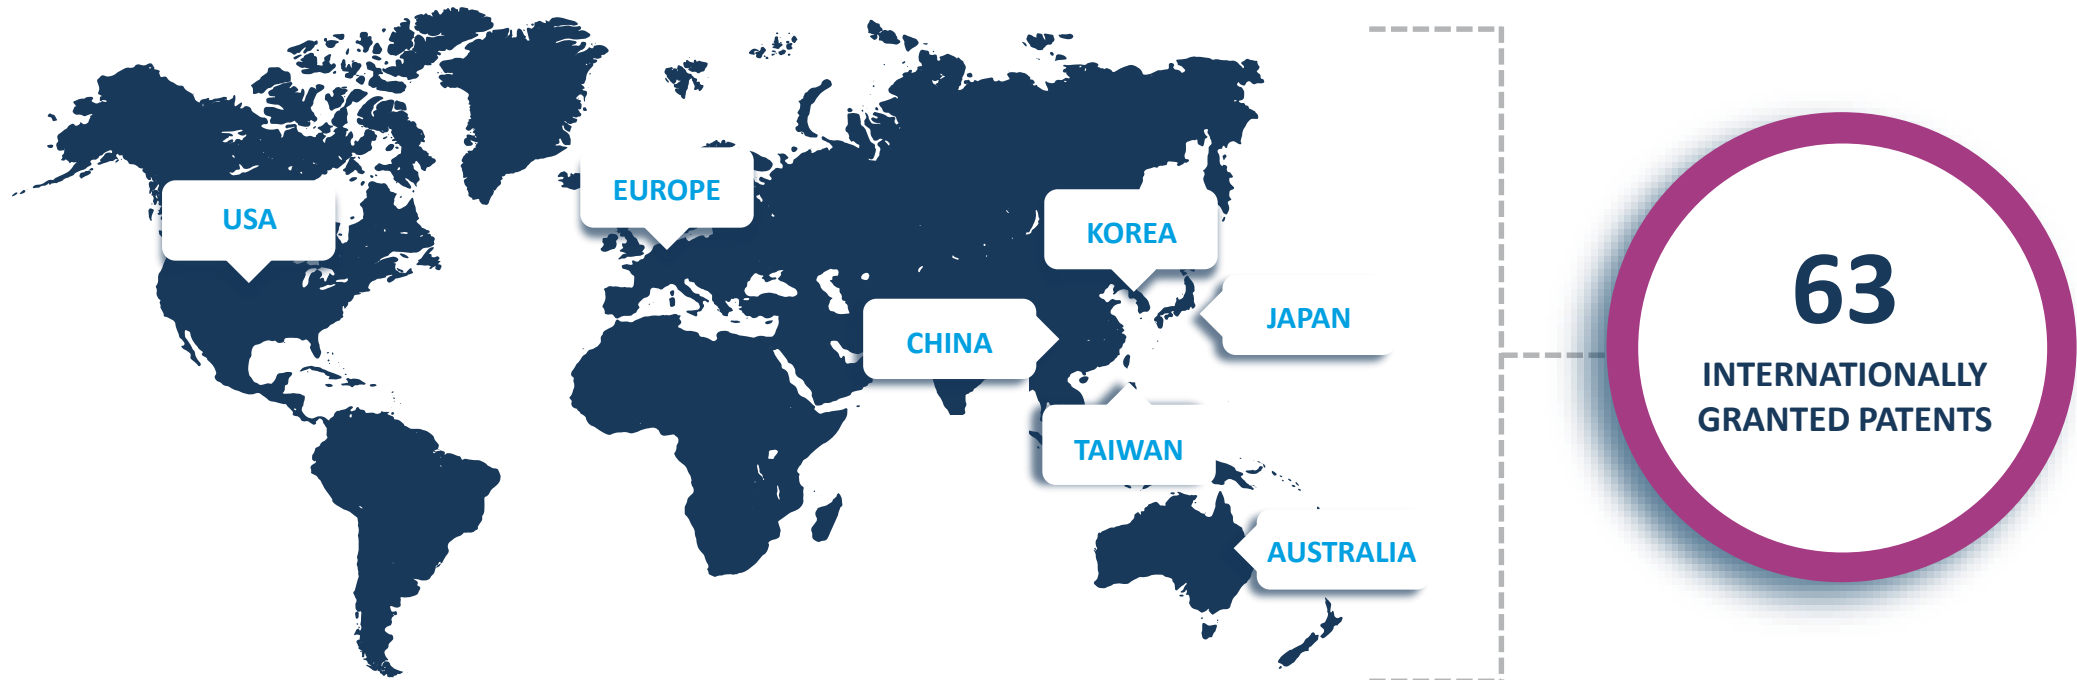 USA
EUROPE
KOREA
CHINA
JAPAN
TAIWAN
AUSTRALIA
63
INTERNATIONALLY
GRANTED PATENTS